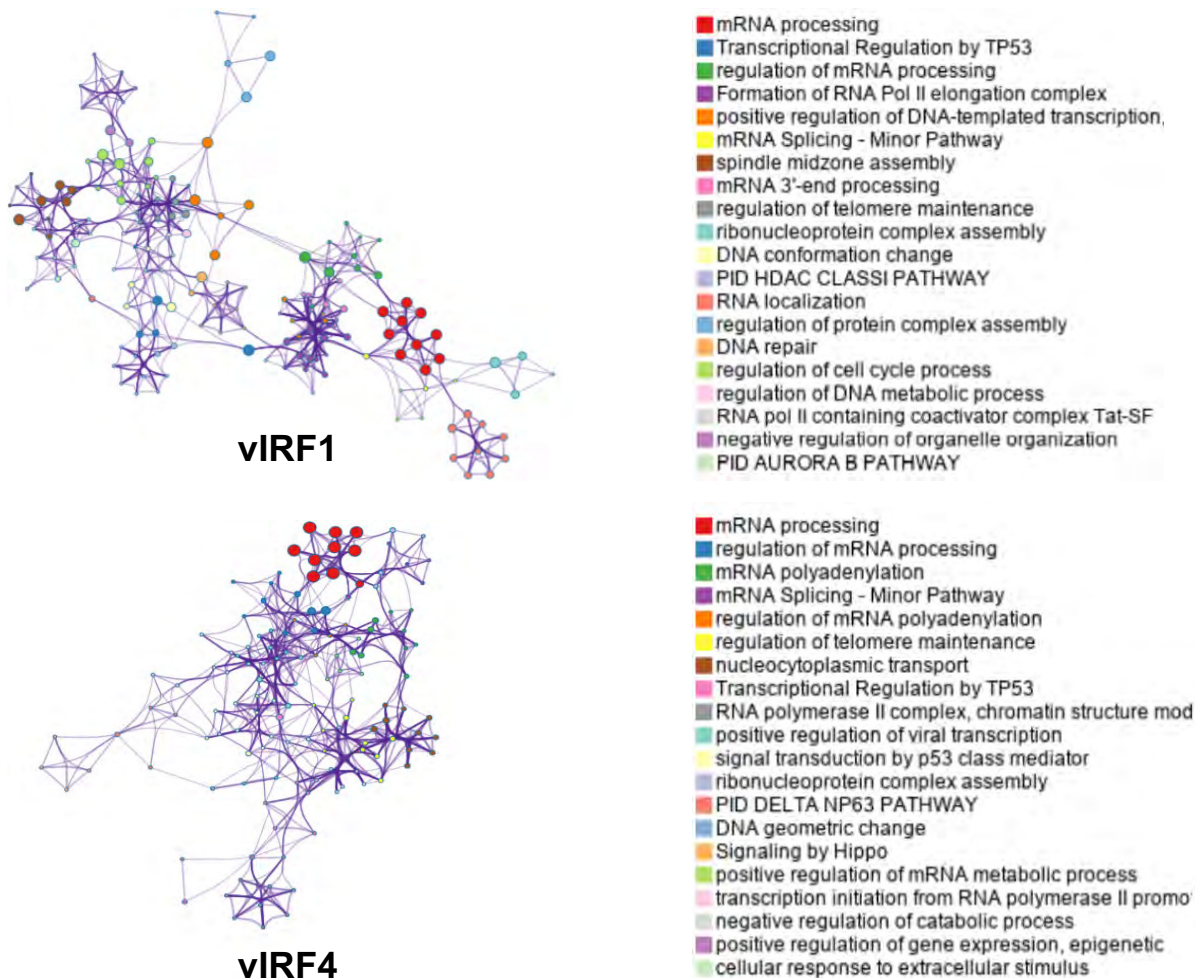 mRNA processing
Transcriptional Regulation by TP53
regulation of mRNA processing
Formation of RNA Pol II elongation complex
positive regulation of DNA-templated transcription,
mRNA Splicing - Minor Pathway
spindle midzone assembly
mRNA 3'-end processing
regulation of telomere maintenance
ribonucleoprotein complex assembly
DNA conformation change
PID HDAC CLASSI PATHWAY
RNA localization
regulation of protein complex assembly
DNA repair
regulation of cell cycle process
regulation of DNA metabolic process
RNA pol II containing coactivator complex Tat-SF
negative regulation of organelle organization
PID AURORA B PATHWAY
vIRF1
mRNA processing
regulation of mRNA processing
mRNA polyadenylation
mRNA Splicing - Minor Pathway
regulation of mRNA polyadenylation
regulation of telomere maintenance
nucleocytoplasmic transport
Transcriptional Regulation by TP53
RNA polymerase II complex, chromatin structure mod
positive regulation of viral transcription
signal transduction by p53 class mediator
ribonucleoprotein complex assembly
PID DELTA NP63 PATHWAY
DNA geometric change
Signaling by Hippo
positive regulation of mRNA metabolic process
transcription initiation from RNA polymerase II promo
negative regulation of catabolic process
positive regulation of gene expression, epigenetic
cellular response to extracellular stimulus
vIRF4